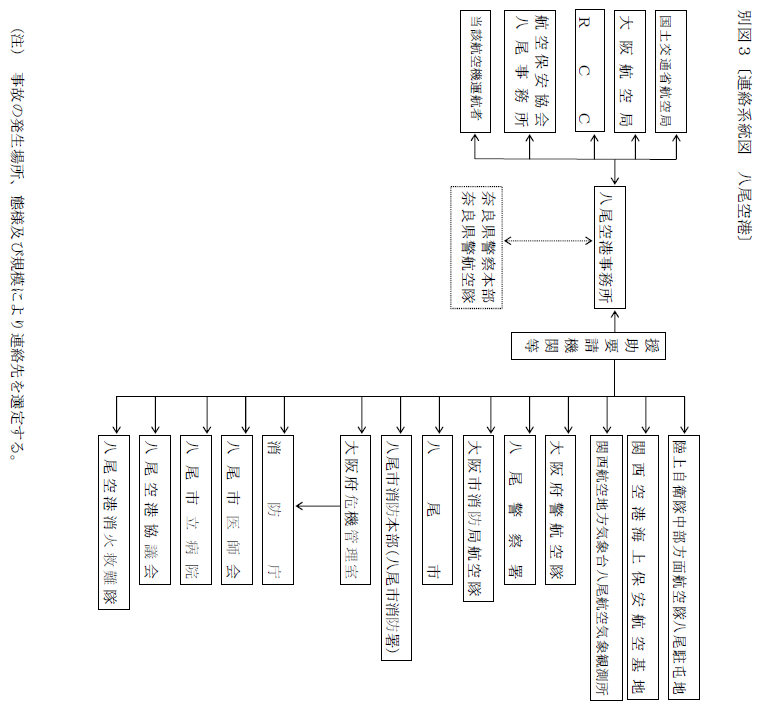 別図3 [連絡系統図 八尾空港]
国土交通省航空局
大阪航空局
RCC
航空保安協会
八尾事務所
当該航空機運航者
八尾空港事務所
奈良県警察本部
奈良県警航空隊
援助要請機関等
陸上自衛隊中部方面航空隊八尾駐屯地
関西空港海上保安航空基地
関西航空地方気象台八尾航空気象観測所
大阪府警航空隊
八尾警察署
大阪市消防局航空隊
八尾市
八尾市消防本部(八尾市消防署)
大阪府危機管理室
消防庁
八尾市医師会
八尾市立病院
八尾空港協議会
八尾空港消火救難隊
(注) 事故の発生場所、態様及び規模により連絡先を選定する。